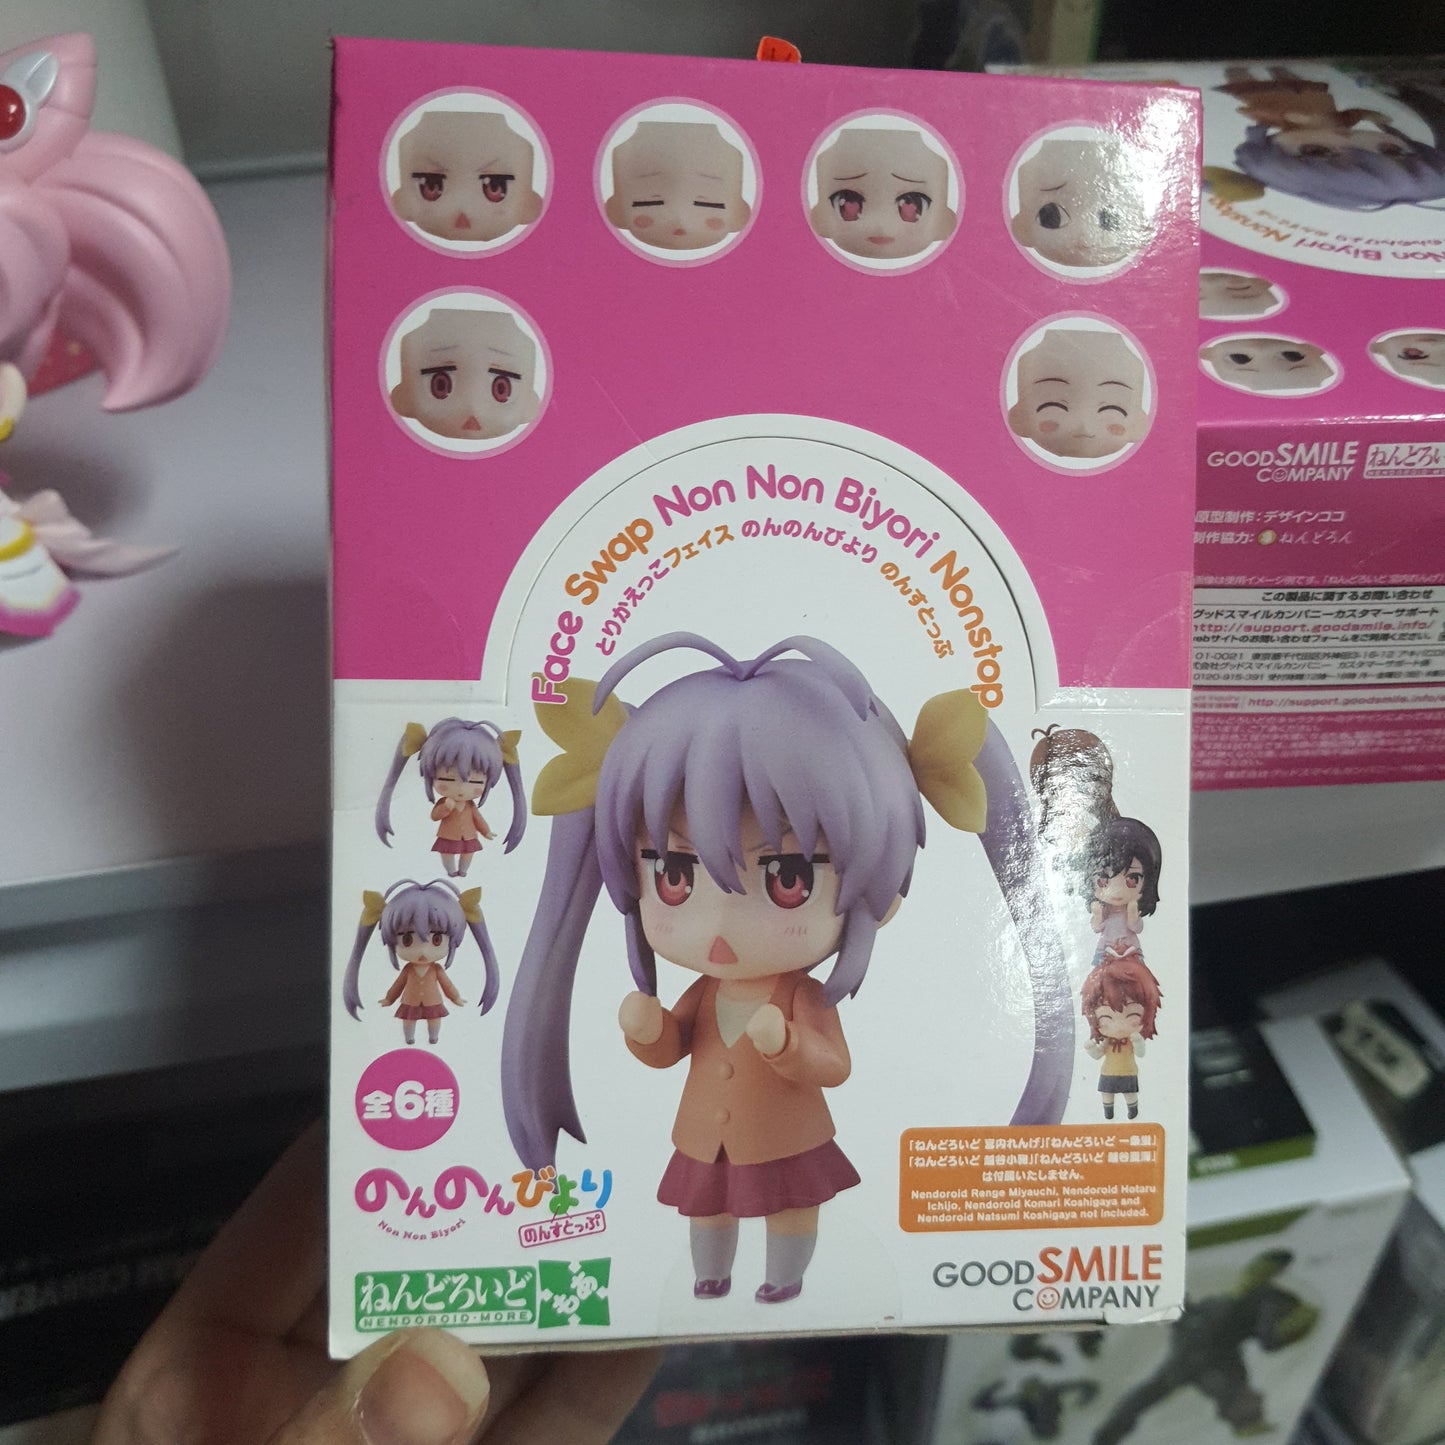 Face Swap Non Non Biyori Nonstop
とりかえっこフェイス のんのんびより のんすとっぷ
全6種
のんのんびより
Non Non Biyori
のんすとっぷ
ねんどろいど
もあ
NENDOROID・MORE
「ねんどろいど 宮内れんげ」「ねんどろいど 一条蛍」
「ねんどろいど 越谷小鞠」「ねんどろいど 越谷夏海」
は付属いたしません。
Nendoroid Renge Miyauchi, Nendoroid Hotaru
Ichijo, Nendoroid Komari Koshigaya and
Nendoroid Natsumi Koshigaya not included.
GOOD SMILE
COMPANY
Non Biyori Nonstop
GOOD SMILE
COMPANY
原型制作：デザインココ
制作協力： ねんどろん
この製品に関するお問い合わせ
グッドスマイルカンパニーカスタマーサポート
http://support.goodsmile.info/